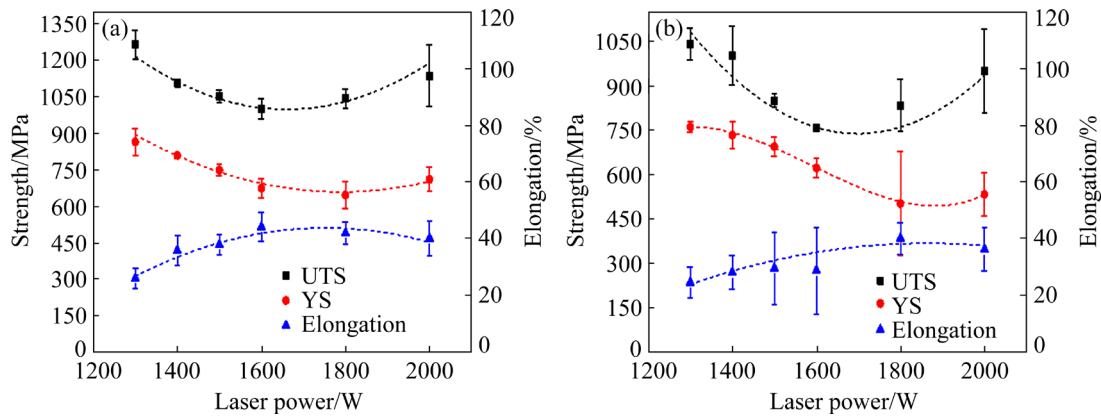 (a)
Strength/MPa
1350
1200
1050
900
750
600
450
300
150
0
120
100
80
60
40
20
0
Elongation/%
UTS
YS
Elongation
1200 1400 1600 1800 2000
Laser power/W
(b)
Strength/MPa
1050
900
750
600
450
300
150
0
120
100
80
60
40
20
0
Elongation/%
UTS
YS
Elongation
1200 1400 1600 1800 2000
Laser power/W